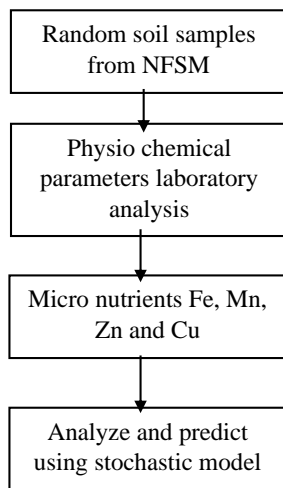 Random soil samples
from NFSM
Physio chemical
parameters laboratory
analysis
Micro nutrients Fe, Mn,
Zn and Cu
Analyze and predict
using stochastic model